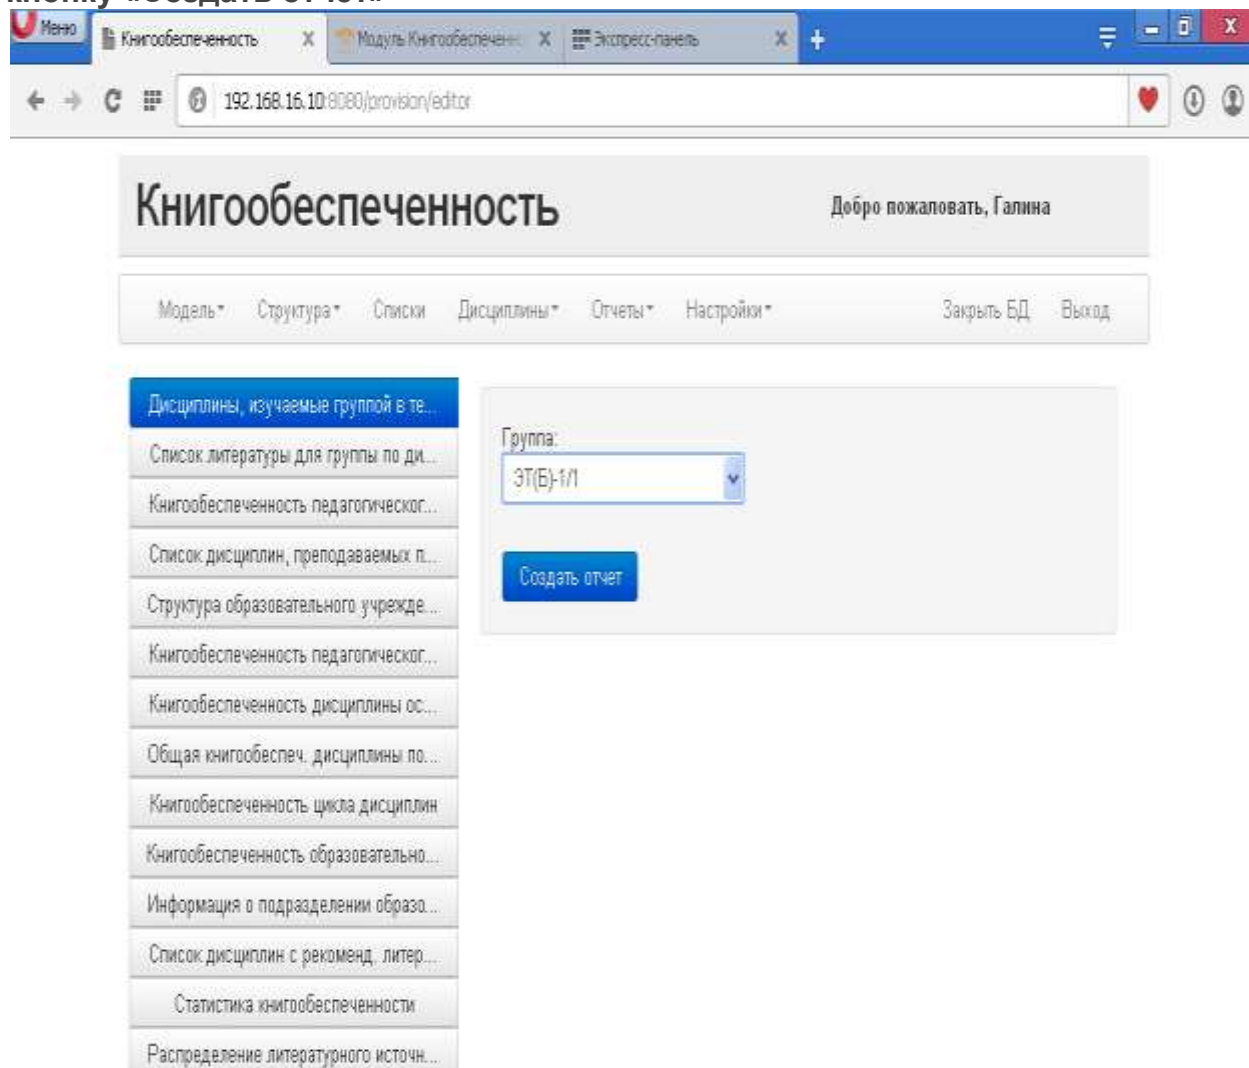 кнопку «Создать отчет»
Меню
Книгообеспеченность
Модуль Книгообеспечен
Экспресс-панель
192.168.16.10:8080/provision/editor
Книгообеспеченность
Добро пожаловать, Галина
Модель Структура Списки Дисциплины Отчеты Настройки Закрыть БД Выход
Дисциплины, изучаемые группой в те...
Список литературы для группы по ди...
Книгообеспеченность педагогическог...
Список дисциплин, преподаваемых п...
Структура образовательного учрежде...
Книгообеспеченность педагогическог...
Книгообеспеченность дисциплины ос...
Общая книгообеспеч. дисциплины по...
Книгообеспеченность цикла дисциплин
Книгообеспеченность образовательно...
Информация о подразделении образо...
Список дисциплин с рекоменд. литер...
Статистика книгообеспеченности
Распределение литературного источн...
Группа:
ЭТ(Б)-1/1
Создать отчет